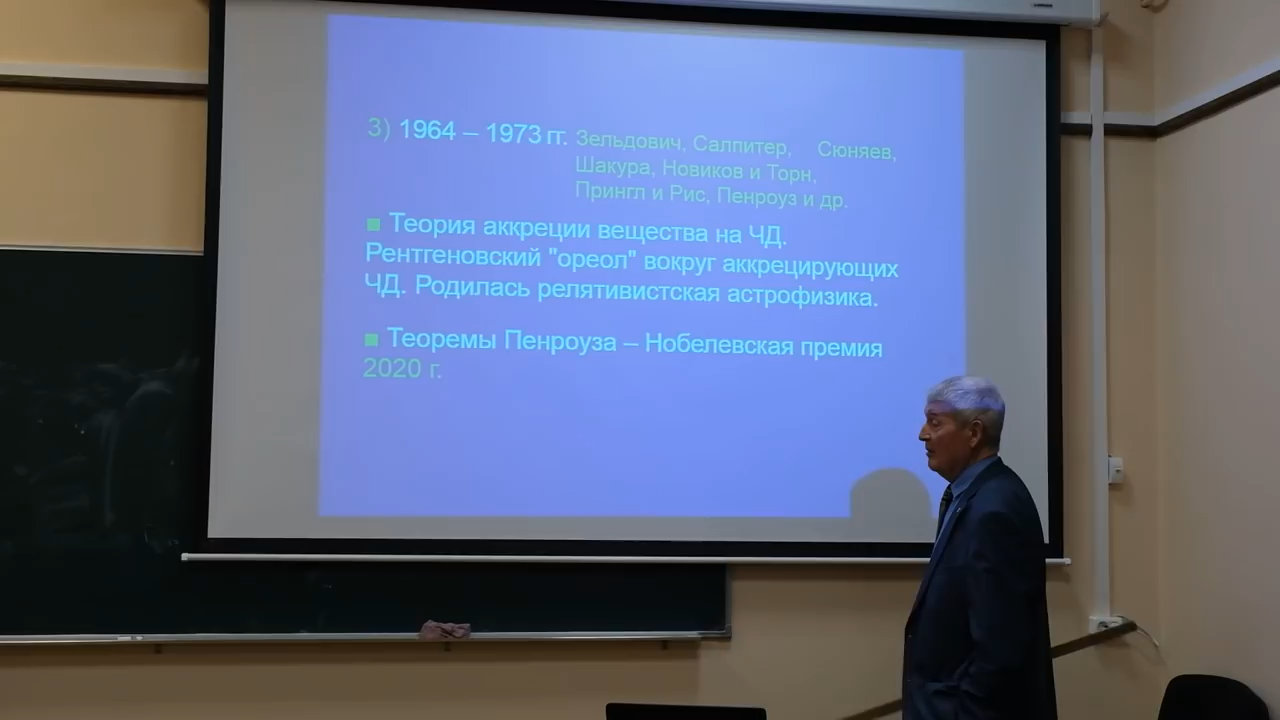 3) 1964 – 1973 гг. Зельдович, Салпитер, Сюняев,
Шакура, Новиков и Торн,
Прингл и Рис, Пенроуз и др.
■ Теория аккреции вещества на ЧД.
Рентгеновский "ореол" вокруг аккрецирующих
ЧД. Родилась релятивистская астрофизика.
■ Теоремы Пенроуза – Нобелевская премия
2020 г.